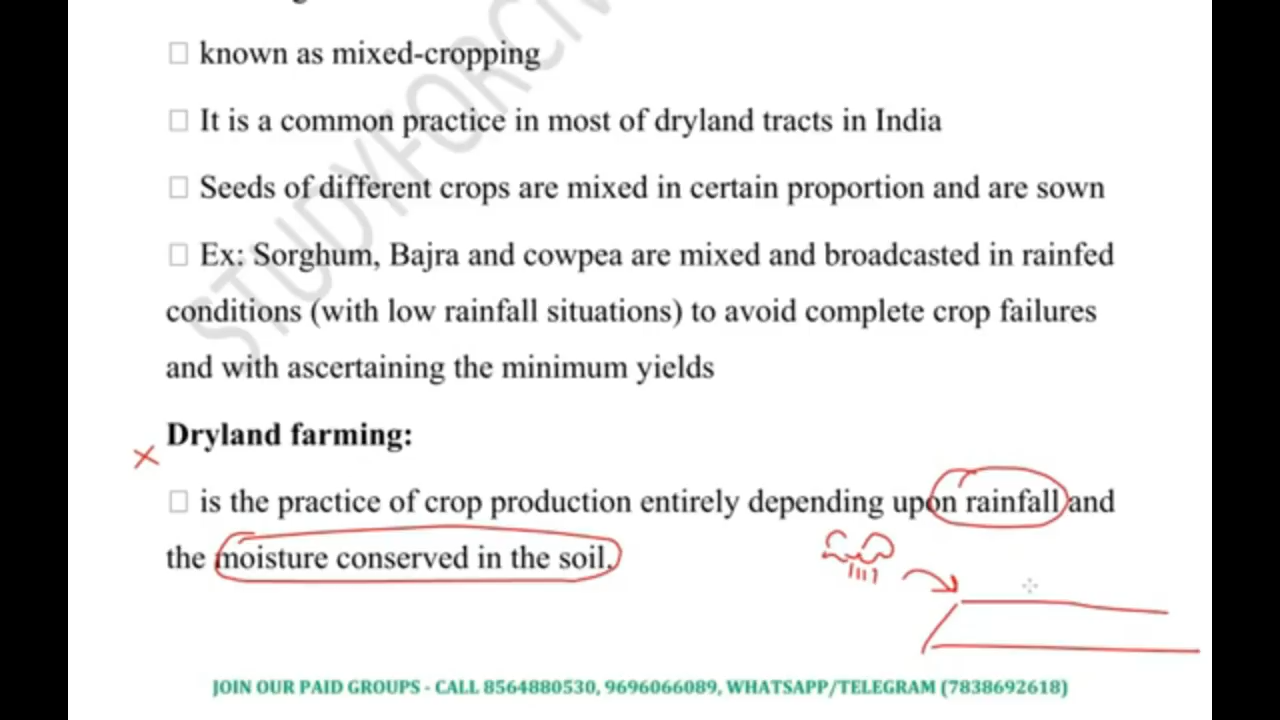 known as mixed-cropping
It is a common practice in most of dryland tracts in India
Seeds of different crops are mixed in certain proportion and are sown
Ex: Sorghum, Bajra and cowpea are mixed and broadcasted in rainfed
conditions (with low rainfall situations) to avoid complete crop failures
and with ascertaining the minimum yields
Dryland farming:
is the practice of crop production entirely depending upon rainfall and
the moisture conserved in the soil.
JOIN OUR PAID GROUPS - CALL 8564880530, 9696066089, WHATSAPP/TELEGRAM (7838692618)
STUDYFORCIV